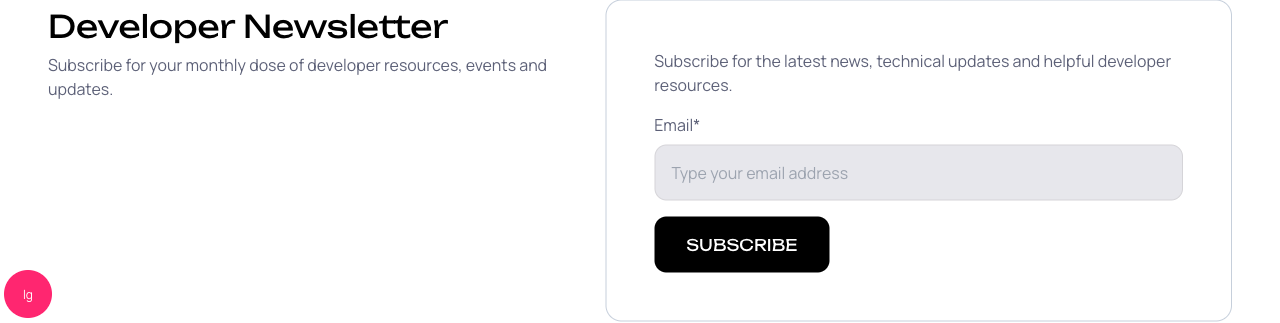 Developer Newsletter
Subscribe for your monthly dose of developer resources, events and
updates.
Subscribe for the latest news, technical updates and helpful developer
resources.
Email*
Type your email address
SUBSCRIBE
lg